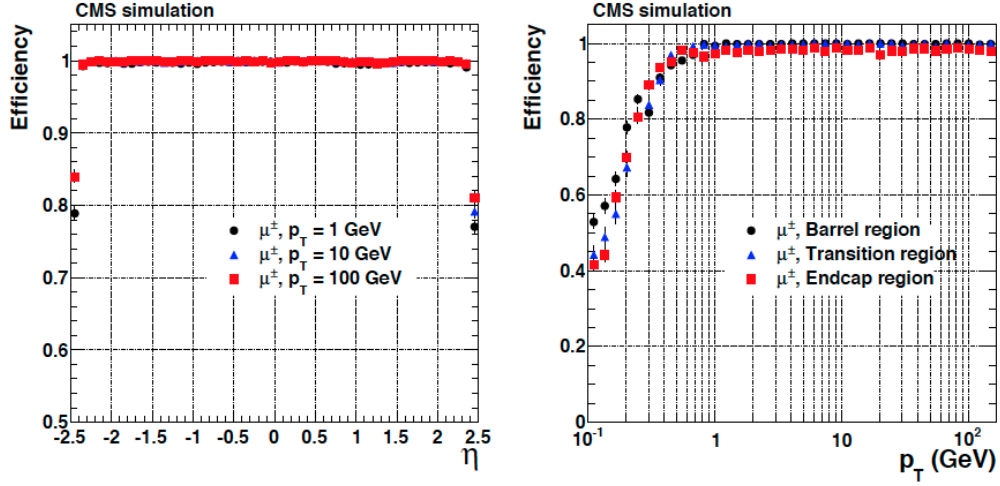 CMS simulation
Efficiency
1
0.9
0.8
0.7
0.6
0.5
μ±, pT = 1 GeV
μ±, pT = 10 GeV
μ±, pT = 100 GeV
-2.5 -2 -1.5 -1 -0.5 0 0.5 1 1.5 2 2.5
η
CMS simulation
Efficiency
1
0.8
0.6
0.4
0.2
0
μ±, Barrel region
μ±, Transition region
μ±, Endcap region
10-1 1 10 102
pT (GeV)